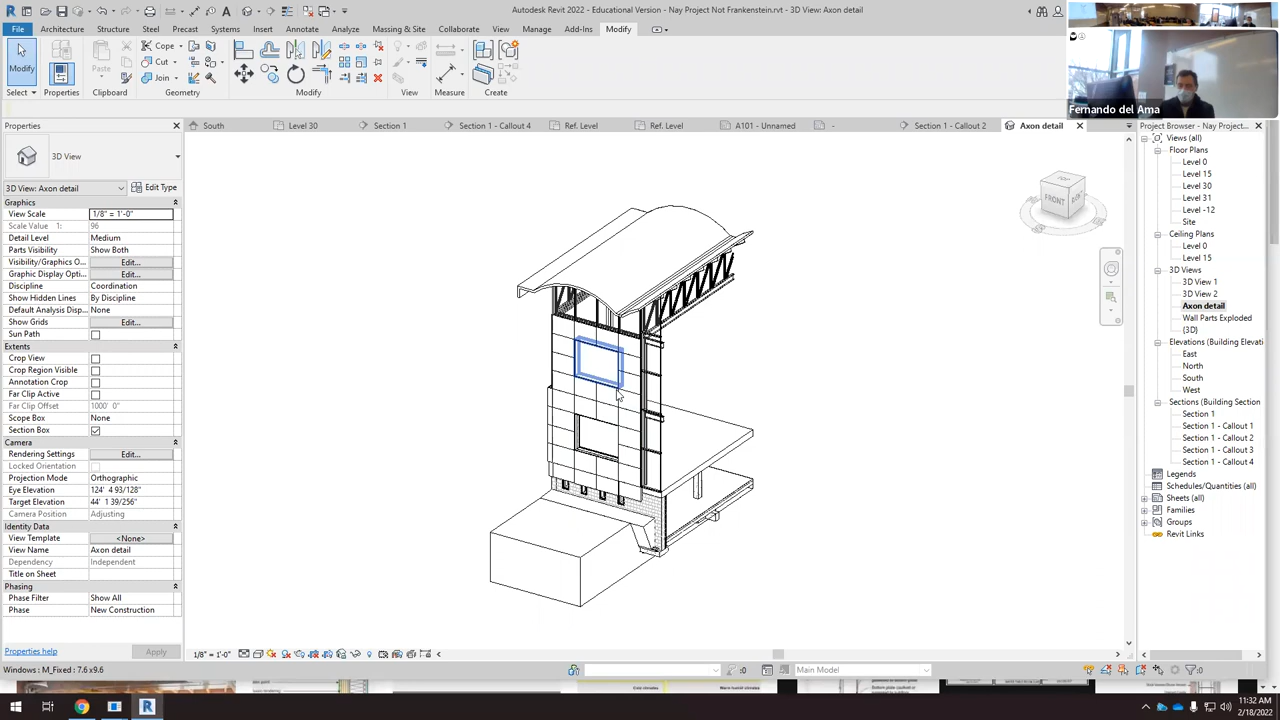 Autodesk Revit 2022 - Educational Version - Nay Project Not Frankenstein.rvt - 3D View: Axon detail
File Architecture Structure Steel Precast Systems Insert Annotate Analyze Massing & Site Collaborate View Manage Add-Ins Modify
Modify
Select
Properties
Paste
Clipboard
Cope
Cut
Join
Geometry
Modify
View
Measure
Create
Fernando del Ama
Properties
3D View
3D View: Axon detail Edit Type
Graphics
View Scale 1/8" = 1'-0"
Scale Value 1: 96
Detail Level Medium
Parts Visibility Show Both
Visibility/Graphics O... Edit...
Graphic Display Opti... Edit...
Discipline Coordination
Show Hidden Lines By Discipline
Default Analysis Disp... None
Show Grids Edit...
Sun Path
Extents
Crop View
Crop Region Visible
Annotation Crop
Far Clip Active
Far Clip Offset 1000' 0"
Scope Box None
Section Box
Camera
Rendering Settings Edit...
Locked Orientation
Projection Mode Orthographic
Eye Elevation 124' 4 93/128"
Target Elevation 44' 1 39/256"
Camera Position Adjusting
Identity Data
View Template <None>
View Name Axon detail
Dependency Independent
Title on Sheet
Phasing
Phase Filter Show All
Phase New Construction
Properties help Apply
South Level 30 Section 1 Section 1 - Callout 4 Ref. Level Ref. Level A101 - Unnamed - Section 1 - Callout 2 Axon detail
TOP
FRONT
Project Browser - Nay Project...
Views (all)
Floor Plans
Level 0
Level 15
Level 30
Level 31
Level -12
Site
Ceiling Plans
Level 0
Level 15
3D Views
3D View 1
3D View 2
Axon detail
Wall Parts Exploded
{3D}
Elevations (Building Elevati
East
North
South
West
Sections (Building Section
Section 1
Section 1 - Callout 1
Section 1 - Callout 2
Section 1 - Callout 3
Section 1 - Callout 4
Legends
Schedules/Quantities (all)
Sheets (all)
Families
Groups
Revit Links
1/8" = 1'-0"
Windows : M_Fixed : 7.6 x9.6
:0
Main Model
:0
11:32 AM
2/18/2022